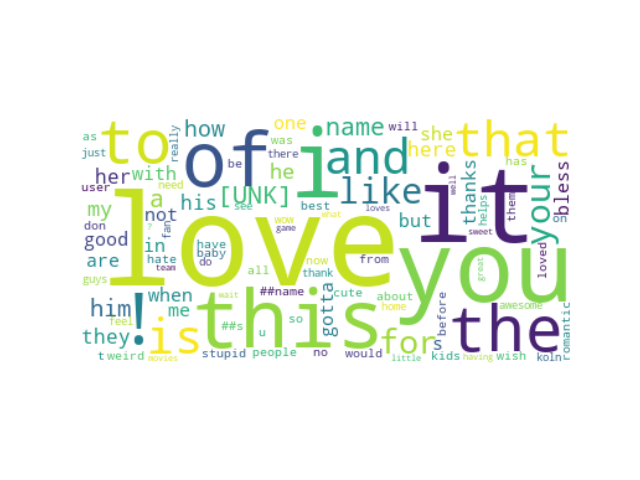 as
to
how
one
name
will
she
that
just
really
of
was
there
i
and
here
has
her
with
be
he
like
need
well
thanks
bless
user
his
[UNK]
it
helps
them
your
on
my
a
love
see
best
loves
what
you
sweet
don
not
fan
?
wow
game
but
loved
good
in
have
baby
now
from
great
are
hate
team
all
thank
guys
when
##name
cute
about
before
awesome
him
!
me
this
gotta
home
the
romantic
feel
is
##s
so
for
s
they
wait
u
t
weird
do
stupid
people
no
would
little
kids
having
wish
koln
movies